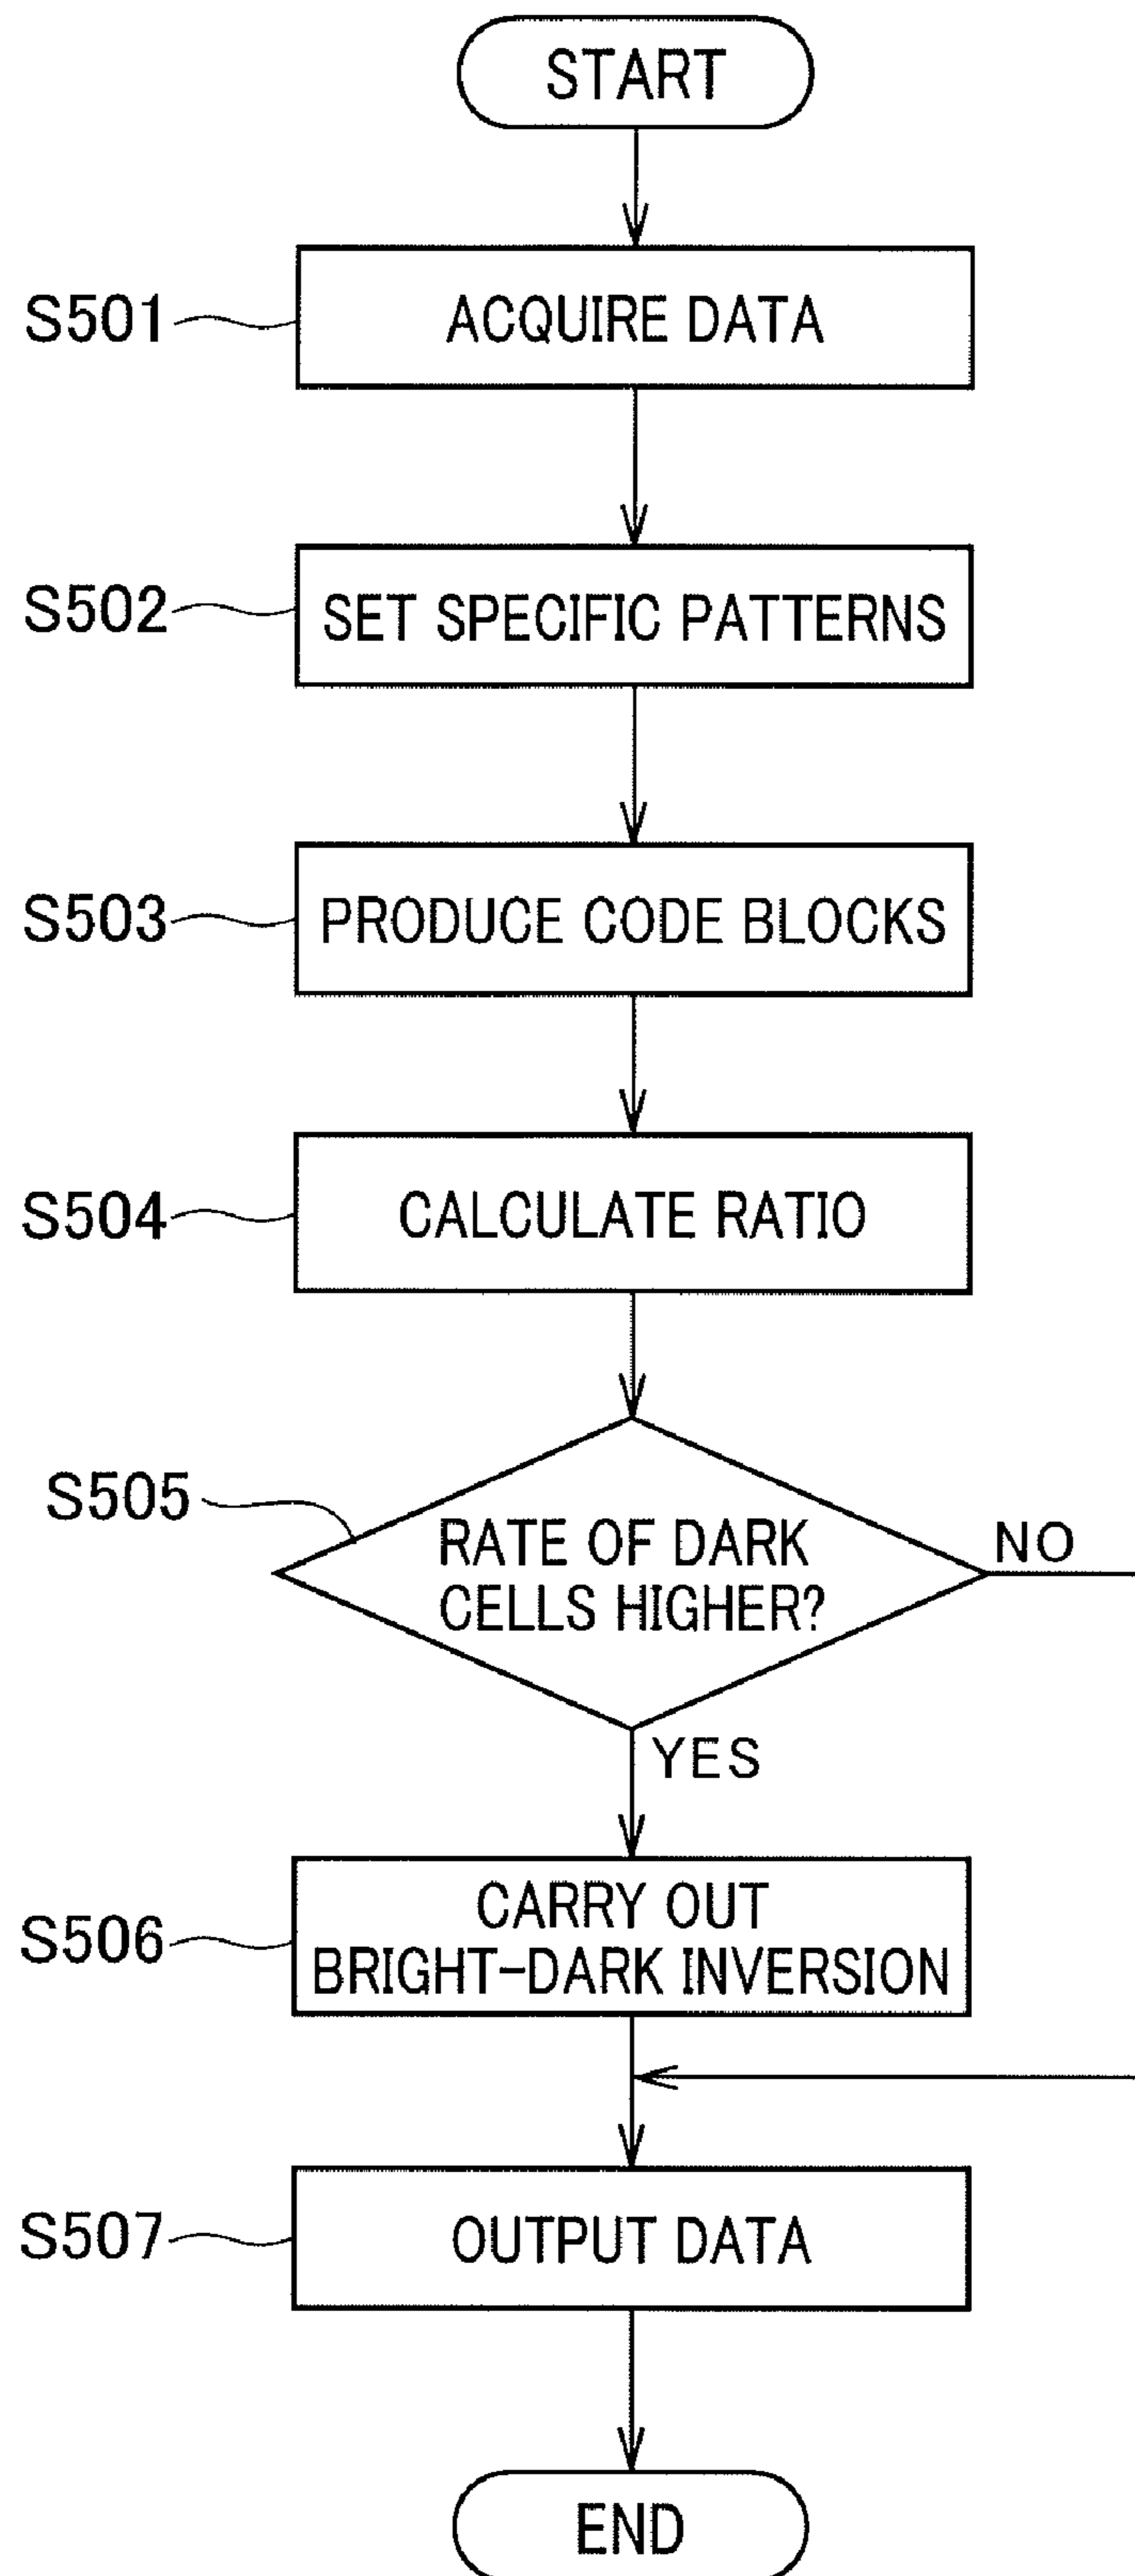 START
S501
ACQUIRE DATA
S502
SET SPECIFIC PATTERNS
S503
PRODUCE CODE BLOCKS
S504
CALCULATE RATIO
S505
RATE OF DARK
CELLS HIGHER?
NO
YES
S506
CARRY OUT
BRIGHT-DARK INVERSION
S507
OUTPUT DATA
END